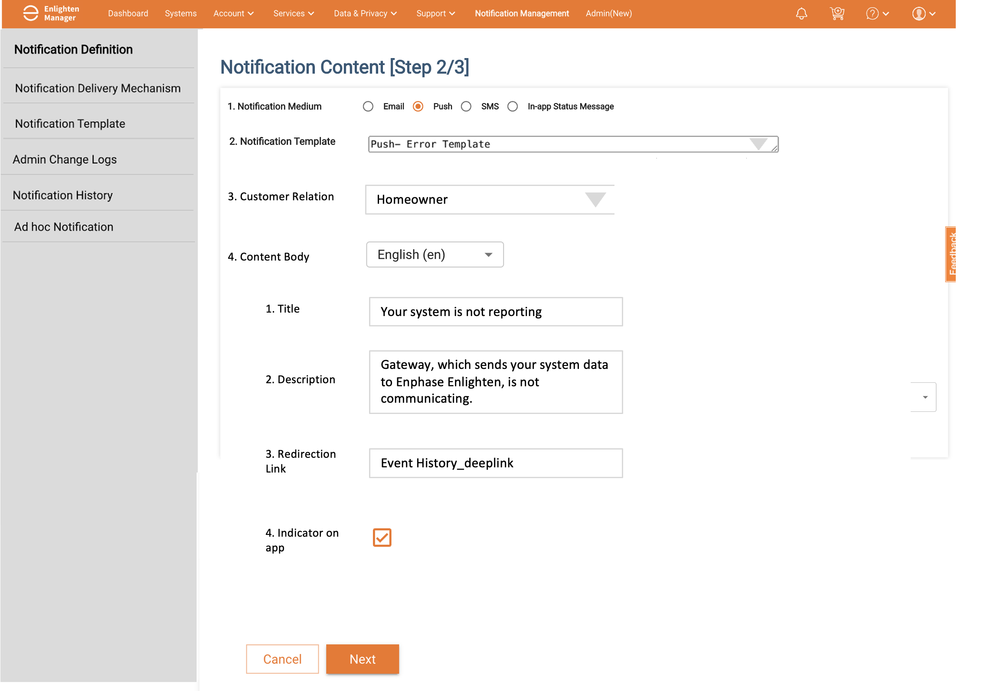 Enlighten
Manager
Dashboard
Systems
Account
Services
Data & Privacy
Support
Notification Management
Admin(New)
Notification Definition
Notification Delivery Mechanism
Notification Template
Admin Change Logs
Notification History
Ad hoc Notification
Notification Content [Step 2/3]
1. Notification Medium
Email
Push
SMS
In-app Status Message
2. Notification Template
Push– Error Template
3. Customer Relation
Homeowner
4. Content Body
English (en)
1. Title
Your system is not reporting
2. Description
Gateway, which sends your system data
to Enphase Enlighten, is not
communicating.
3. Redirection
Link
Event History_deeplink
4. Indicator on
app
Cancel
Next
Feedback